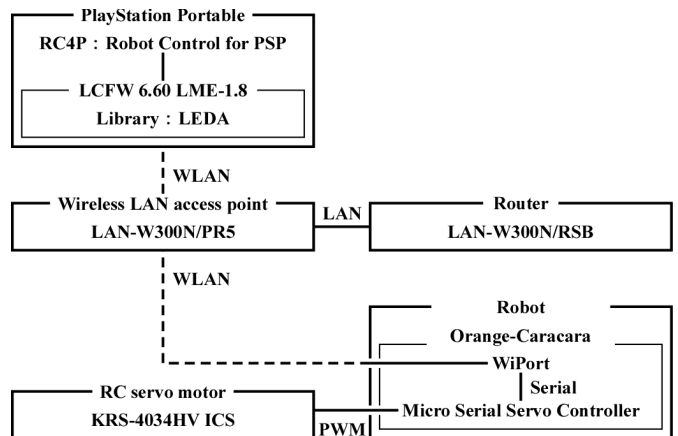 PlayStation Portable
RC4P：Robot Control for PSP
LCFW 6.60 LME-1.8
Library：LEDA
WLAN
Wireless LAN access point
LAN-W300N/PR5
LAN
Router
LAN-W300N/RSB
WLAN
Robot
Orange-Caracara
WiPort
Serial
Micro Serial Servo Controller
RC servo motor
KRS-4034HV ICS
PWM